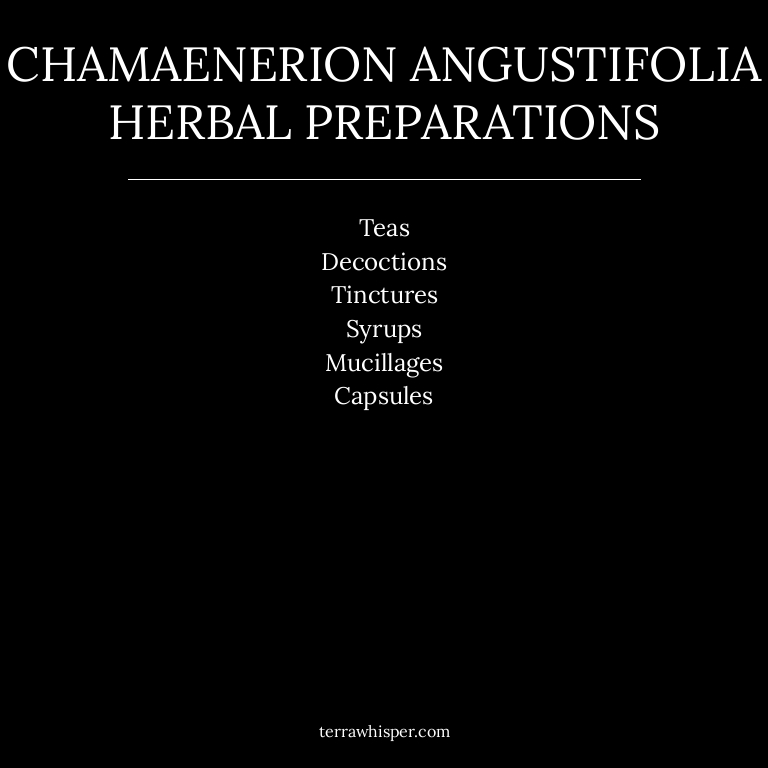 CHAMAENERION ANGUSTIFOLIA
HERBAL PREPARATIONS
Teas
Decoctions
Tinctures
Syrups
Mucillages
Capsules
terrawhisper.com